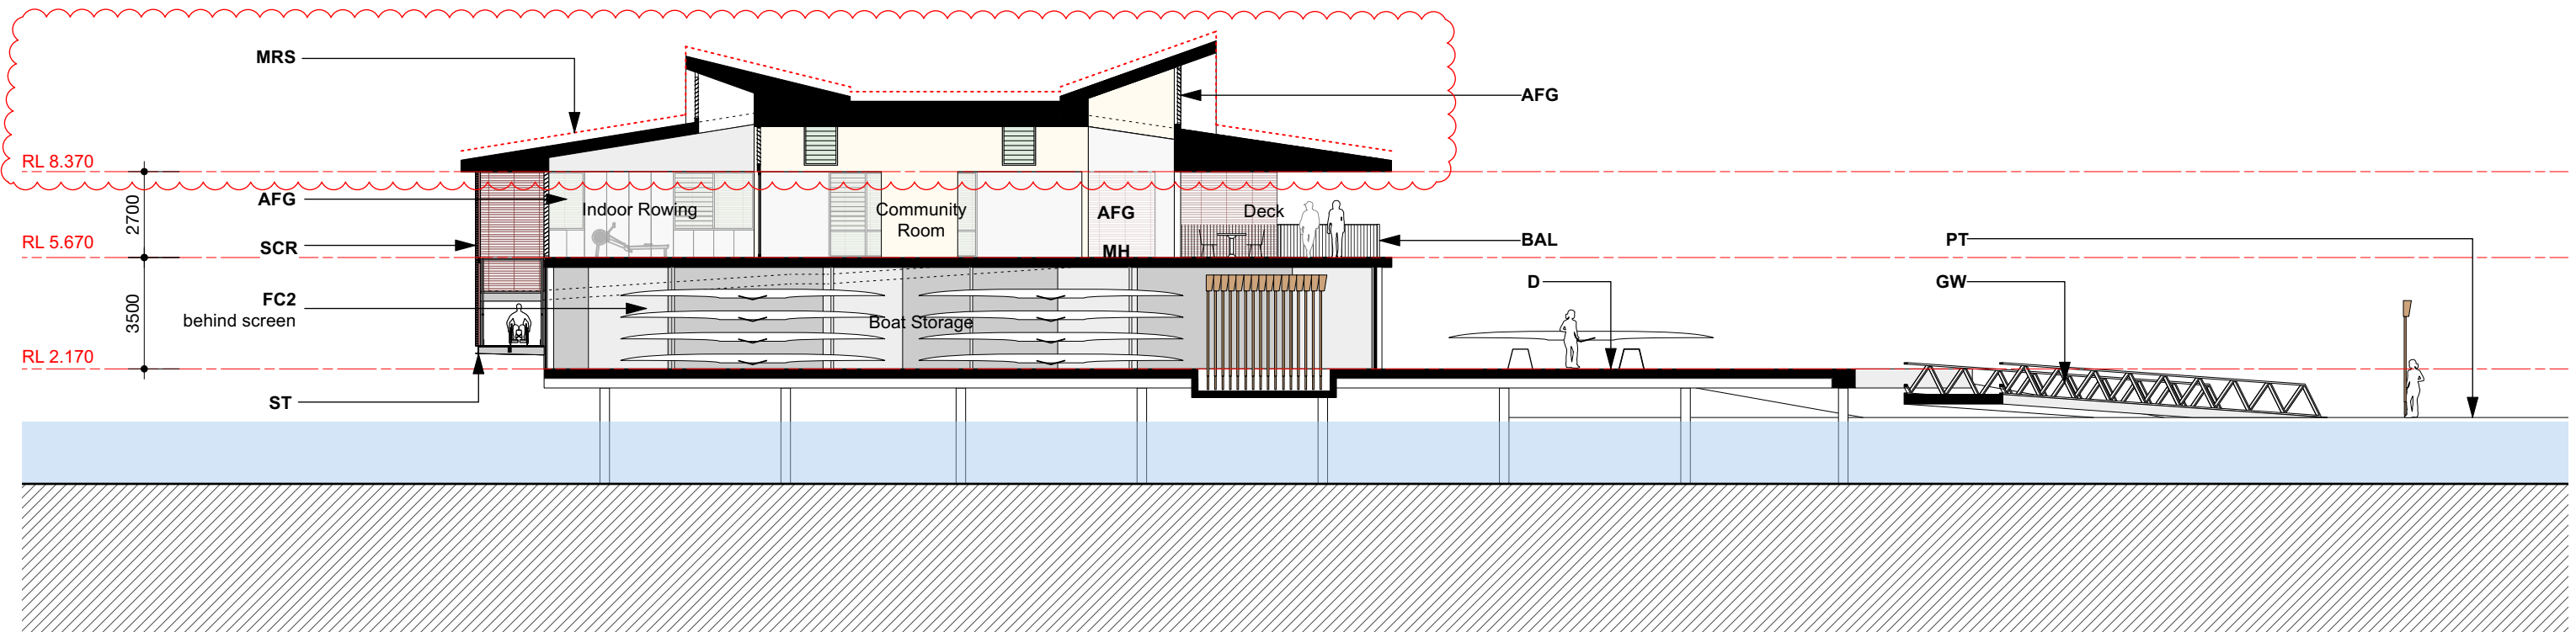 MRS
AFG
RL 8.370
2700
AFG
Indoor Rowing
Community
Room
AFG
Deck
RL 5.670
SCR
MH
BAL
PT
FC2
behind screen
3500
Boat Storage
D
GW
RL 2.170
ST